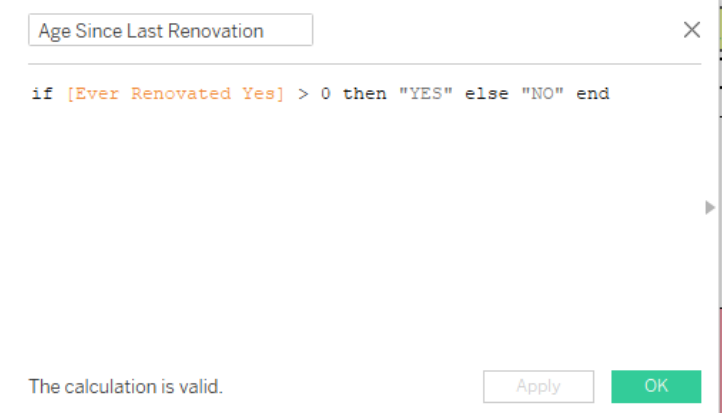 Age Since Last Renovation
if [Ever Renovated Yes] > 0 then "YES" else "NO" end
The calculation is valid.
Apply
OK